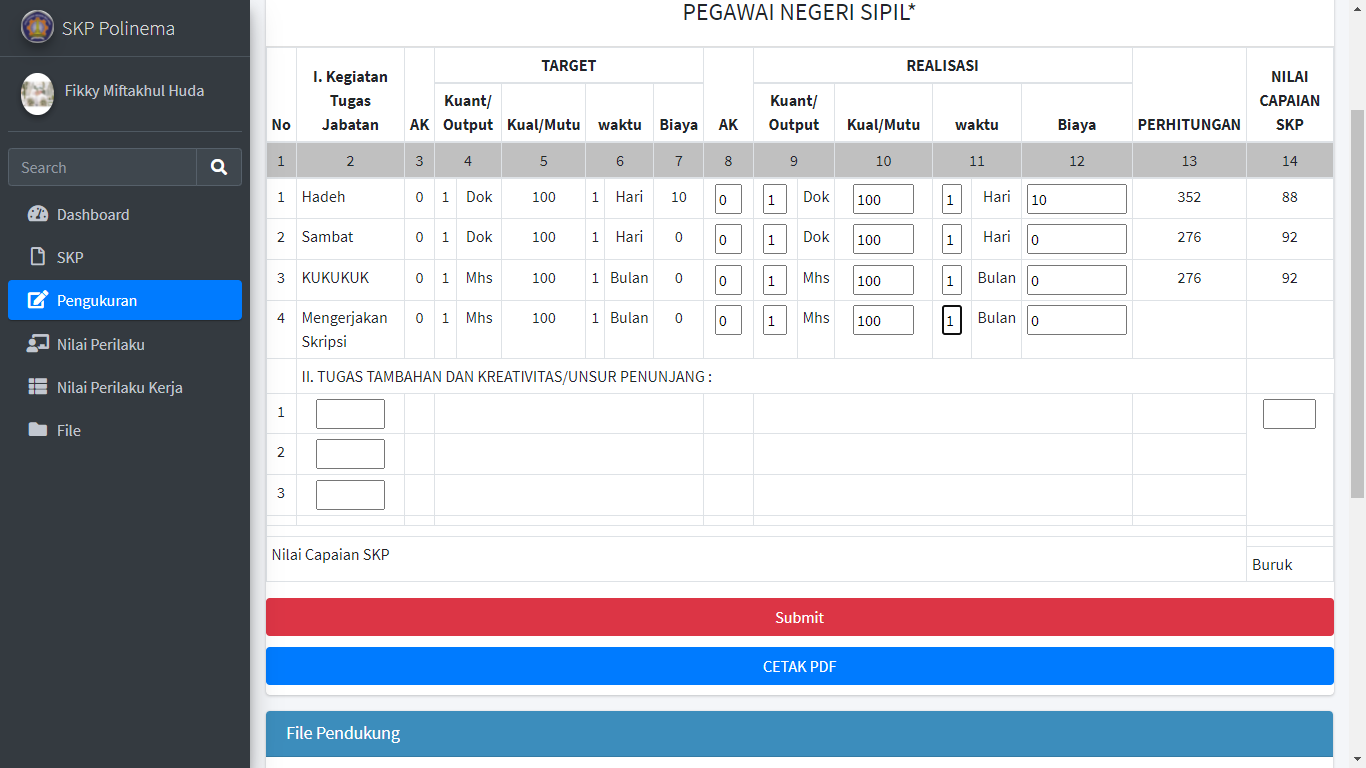 SKP Polinema
Fikky Miftakhul Huda
Search
Dashboard
SKP
Pengukuran
Nilai Perilaku
Nilai Perilaku Kerja
File
PEGAWAI NEGERI SIPIL*
No I. Kegiatan Tugas Jabatan AK TARGET AK REALISASI PERHITUNGAN NILAI CAPAIAN SKP
Kuant/ Output Kual/Mutu waktu Biaya Kuant/ Output Kual/Mutu waktu Biaya
1 2 3 4 5 6 7 8 9 10 11 12 13 14
1 Hadeh 0 1 Dok 100 1 Hari 10 0 1 Dok 100 1 Hari 10 352 88
2 Sambat 0 1 Dok 100 1 Hari 0 0 1 Dok 100 1 Hari 0 276 92
3 KUKUKUK 0 1 Mhs 100 1 Bulan 0 0 1 Mhs 100 1 Bulan 0 276 92
4 Mengerjakan Skripsi 0 1 Mhs 100 1 Bulan 0 0 1 Mhs 100 1 Bulan 0
II. TUGAS TAMBAHAN DAN KREATIVITAS/UNSUR PENUNJANG :
1
2
3
Nilai Capaian SKP
Buruk
Submit
CETAK PDF
File Pendukung